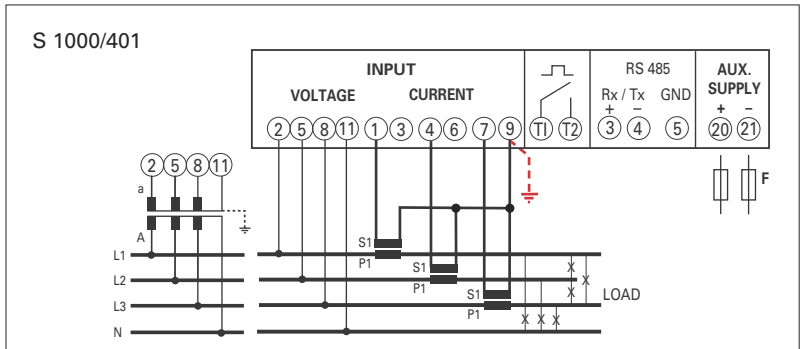 S 1000/401
INPUT
VOLTAGE CURRENT
2 5 8 11 1 3 4 6 7 9
T1 T2
RS 485
Rx / Tx GND
+ −
3 4 5
AUX.
SUPPLY
+ −
20 21
F
2 5 8 11
a
A
L1
L2
L3
N
S1
P1
S1
P1
S1
P1
LOAD